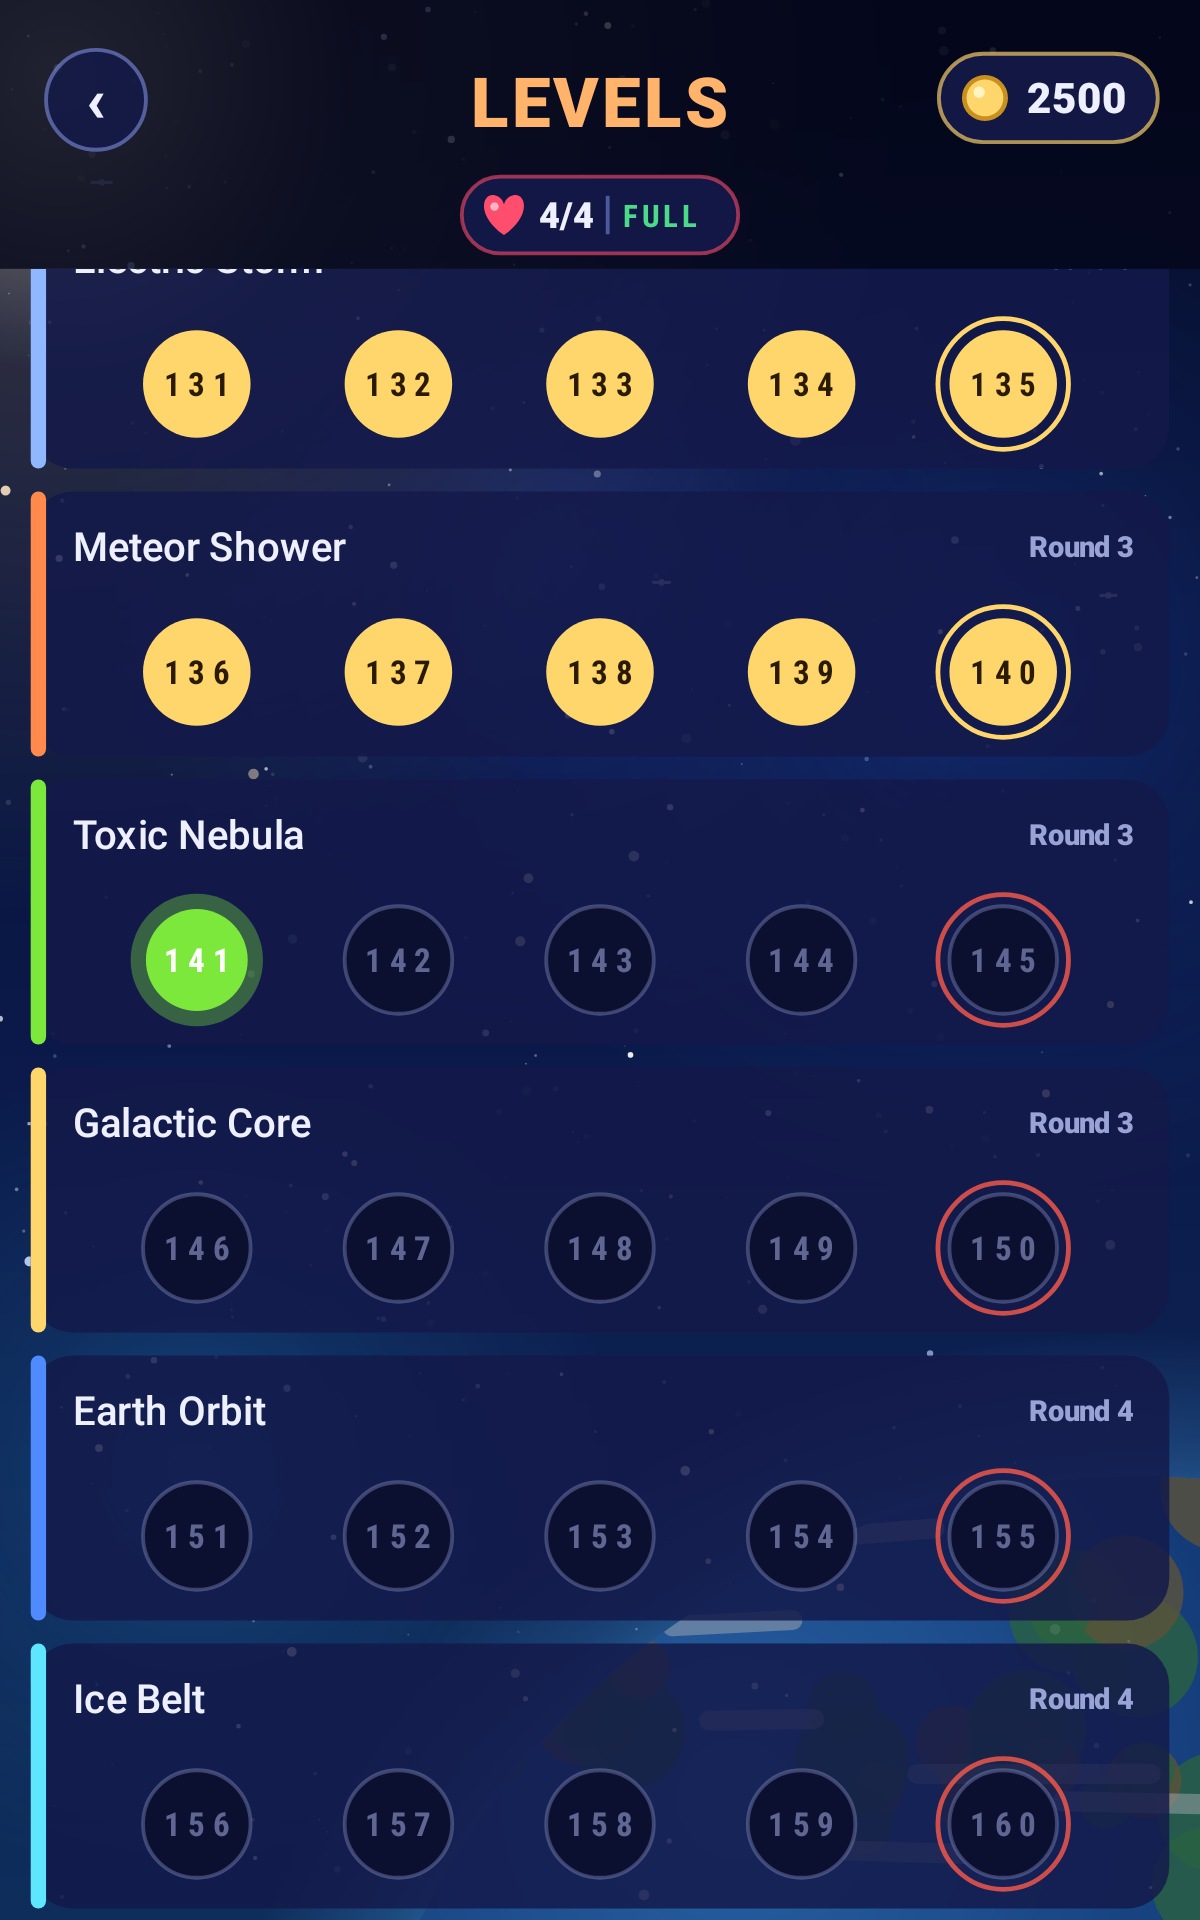 ‹
LEVELS
2500
4/4 | FULL
131 132 133 134 135
Meteor Shower
Round 3
136 137 138 139 140
Toxic Nebula
Round 3
141 142 143 144 145
Galactic Core
Round 3
146 147 148 149 150
Earth Orbit
Round 4
151 152 153 154 155
Ice Belt
Round 4
156 157 158 159 160